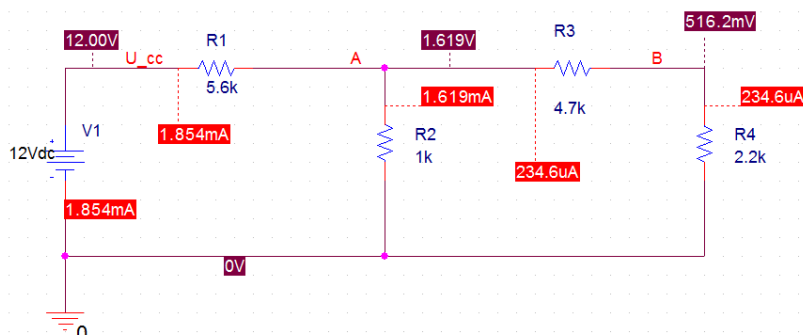 12.00V
U_cc
R1
5.6k
A
1.619V
R3
4.7k
B
516.2mV
1.854mA
1.619mA
234.6uA
234.6uA
V1
12Vdc
R2
1k
R4
2.2k
1.854mA
0V
0